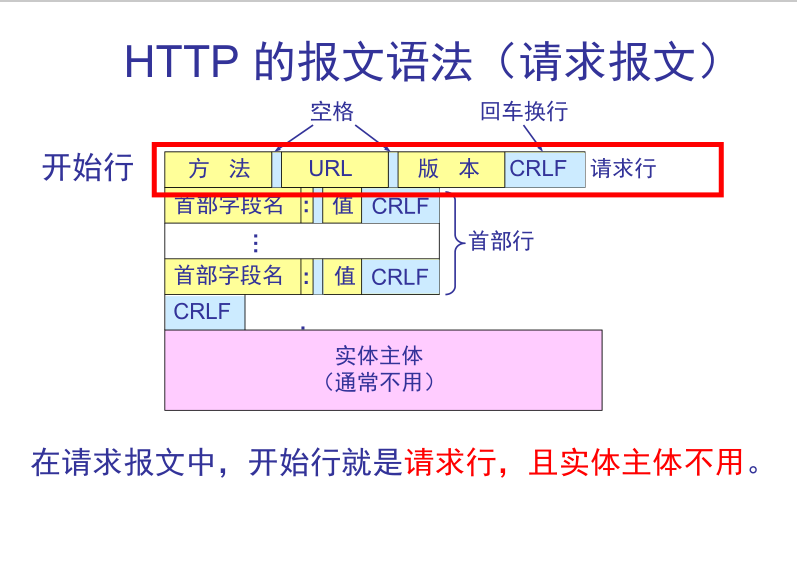 HTTP 的报文语法（请求报文）
空格 回车换行
开始行 方 法 URL 版 本 CRLF 请求行
首部字段名 : 值 CRLF
⋮ 首部行
首部字段名 : 值 CRLF
CRLF
实体主体
（通常不用）
在请求报文中，开始行就是请求行，且实体主体不用。